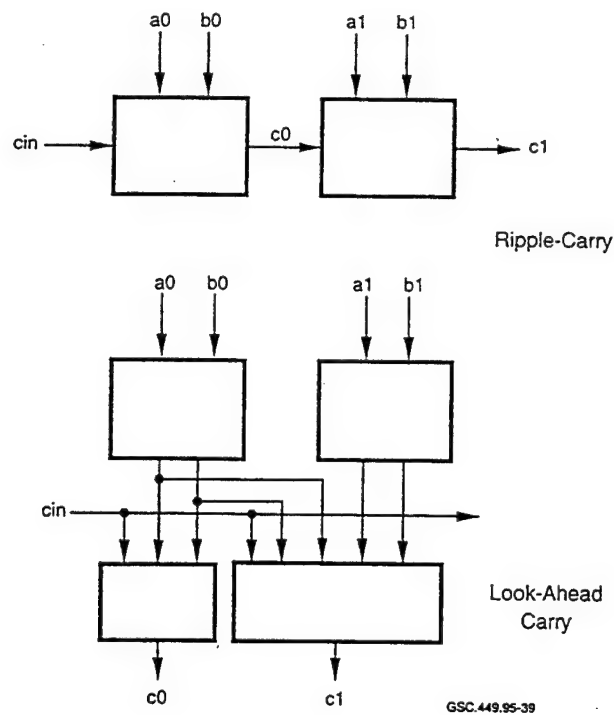 a0 b0 a1 b1
cin c0 c1
Ripple-Carry
a0 b0 a1 b1
cin
Look-Ahead
Carry
c0 c1
GSC.449.95-39